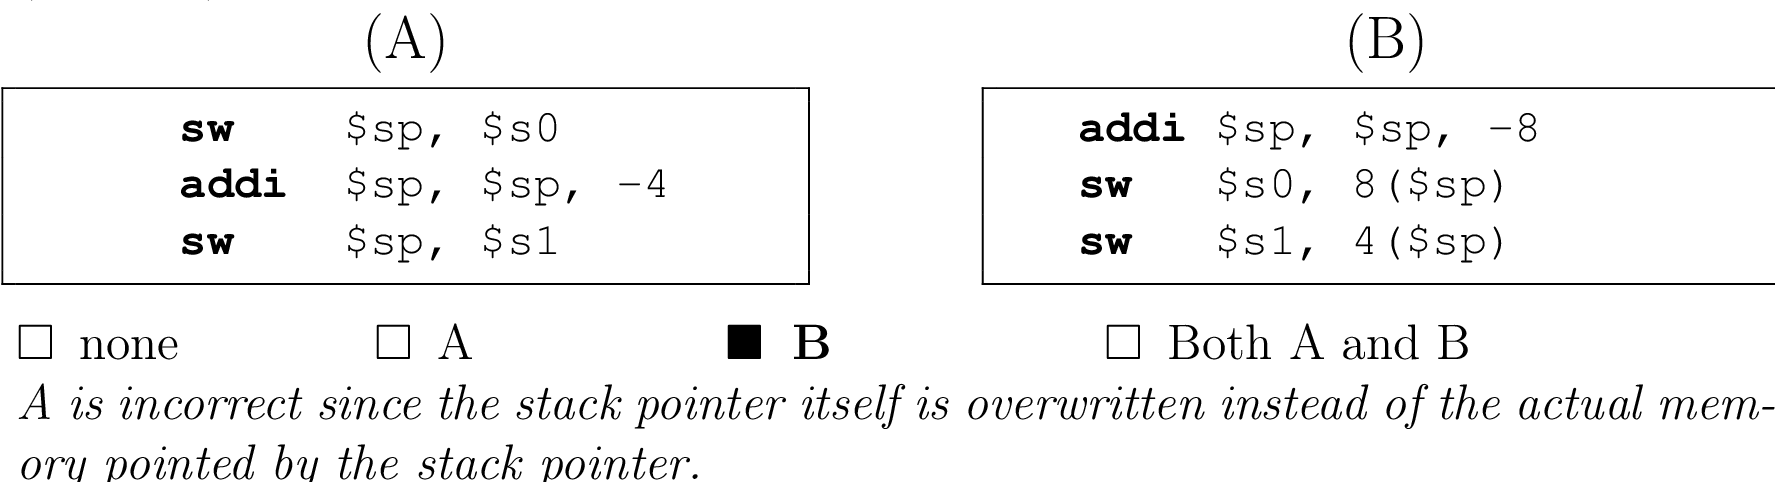 (A) (B)
sw $sp, $s0
addi $sp, $sp, -4
sw $sp, $s1
addi $sp, $sp, -8
sw $s0, 8($sp)
sw $s1, 4($sp)
□ none □ A ■ B □ Both A and B
A is incorrect since the stack pointer itself is overwritten instead of the actual mem-
ory pointed by the stack pointer.